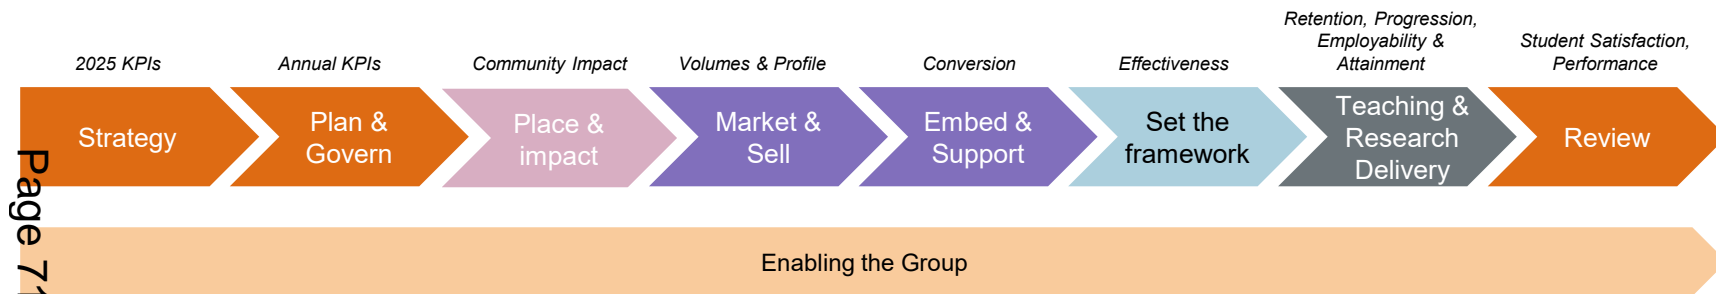 Retention, Progression,
Employability &
Attainment
2025 KPIs
Annual KPIs
Community Impact
Volumes & Profile
Conversion
Effectiveness
Student Satisfaction,
Performance
Strategy
Plan &
Govern
Place &
impact
Market &
Sell
Embed &
Support
Set the
framework
Teaching &
Research
Delivery
Review
Enabling the Group
Page 71